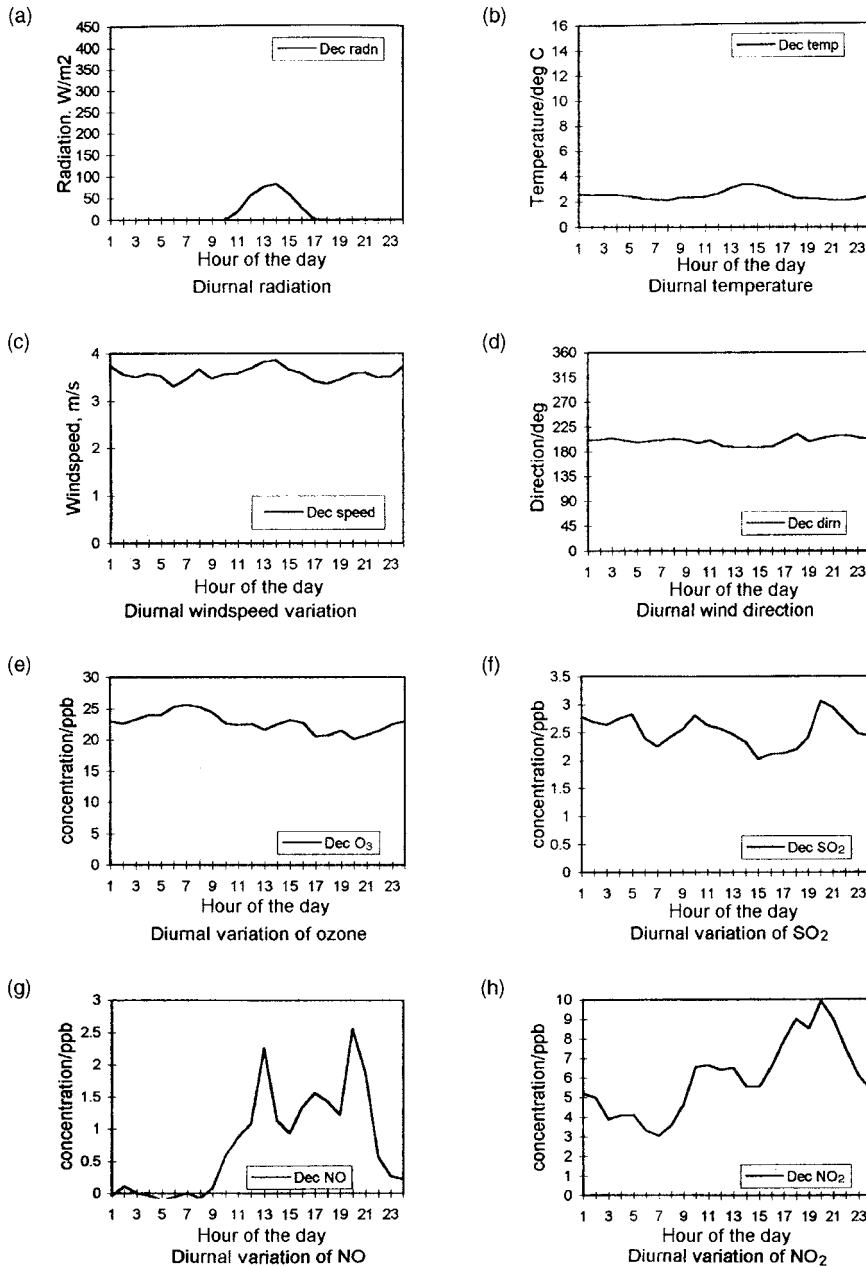 (a)
450
400
350
300
250
200
150
100
50
0
Radiation. W/m2
Dec radn
1 3 5 7 9 11 13 15 17 19 21 23
Hour of the day
Diurnal radiation
(b)
16
14
12
10
8
6
4
2
0
Temperature/deg C
Dec temp
1 3 5 7 9 11 13 15 17 19 21 23
Hour of the day
Diurnal temperature
(c)
4
3
2
1
0
Windspeed, m/s
Dec speed
1 3 5 7 9 11 13 15 17 19 21 23
Hour of the day
Diurnal windspeed variation
(d)
360
315
270
225
180
135
90
45
0
Direction/deg
Dec dirn
1 3 5 7 9 11 13 15 17 19 21 23
Hour of the day
Diurnal wind direction
(e)
30
25
20
15
10
5
0
concentration/ppb
Dec O₃
1 3 5 7 9 11 13 15 17 19 21 23
Hour of the day
Diurnal variation of ozone
(f)
3.5
3
2.5
2
1.5
1
0.5
0
concentration/ppb
Dec SO₂
1 3 5 7 9 11 13 15 17 19 21 23
Hour of the day
Diurnal variation of SO₂
(g)
3
2.5
2
1.5
1
0.5
0
concentration/ppb
Dec NO
1 3 5 7 9 11 13 15 17 19 21 23
Hour of the day
Diurnal variation of NO
(h)
10
9
8
7
6
5
4
3
2
1
0
concentration/ppb
Dec NO₂
1 3 5 7 9 11 13 15 17 19 21 23
Hour of the day
Diurnal variation of NO₂